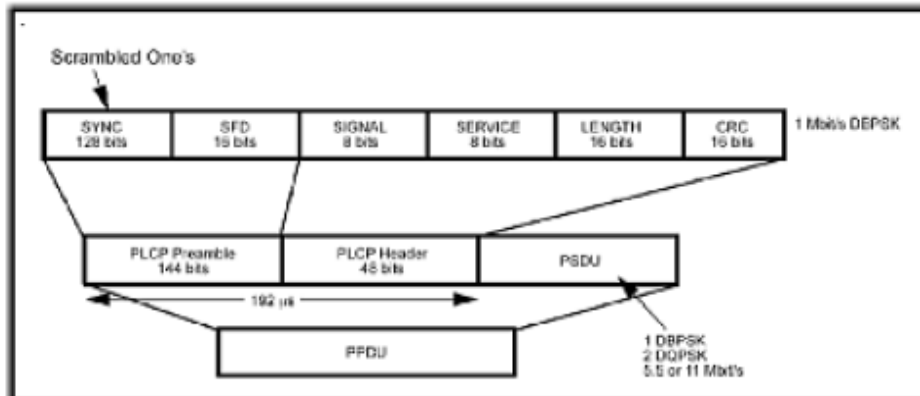 Scrambled One's
SYNC
128 bits
SFD
16 bits
SIGNAL
8 bits
SERVICE
8 bits
LENGTH
16 bits
CRC
16 bits
1 Mbit/s DBPSK
PLCP Preamble
144 bits
PLCP Header
48 bits
PSDU
192 µs
PPDU
1 DBPSK
2 DQPSK
5.5 or 11 Mbit/s